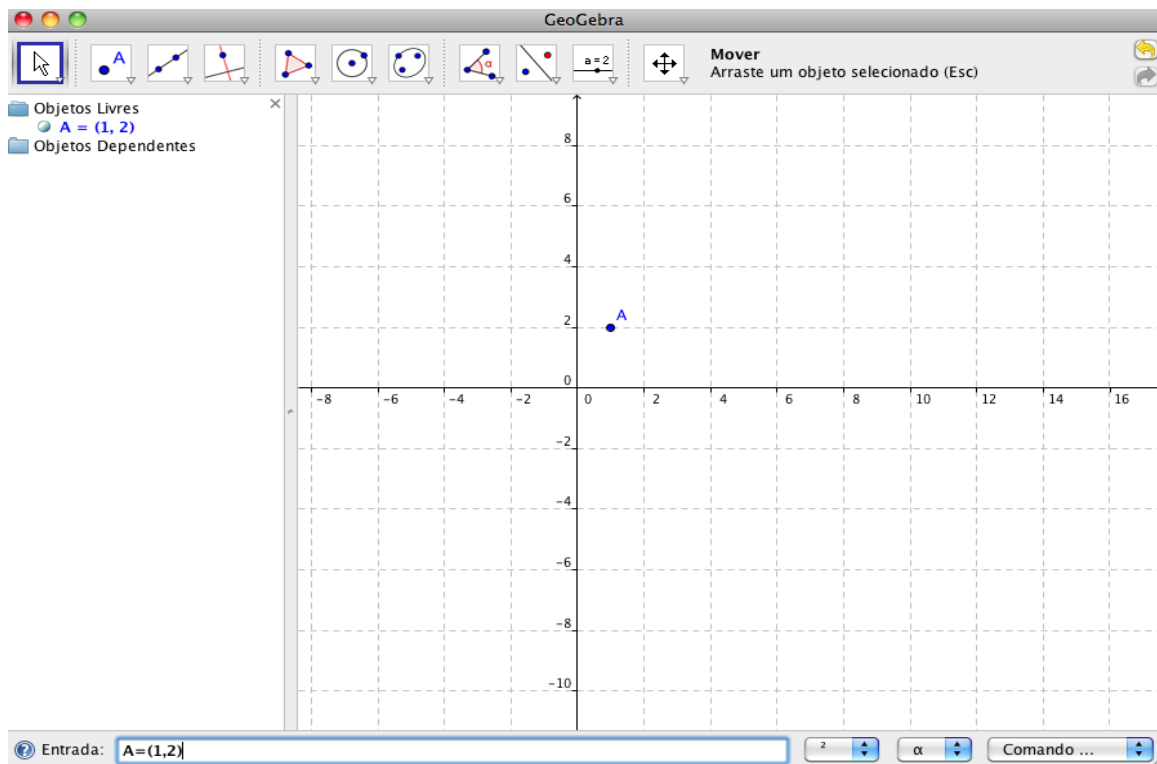 GeoGebra
A
α
a = 2
Mover
Arraste um objeto selecionado (Esc)
Objetos Livres
A = (1, 2)
Objetos Dependentes
8
6
4
A
2
0
-8 -6 -4 -2 0 2 4 6 8 10 12 14 16
-2
-4
-6
-8
-10
Entrada: A=(1,2) ² α Comando ...